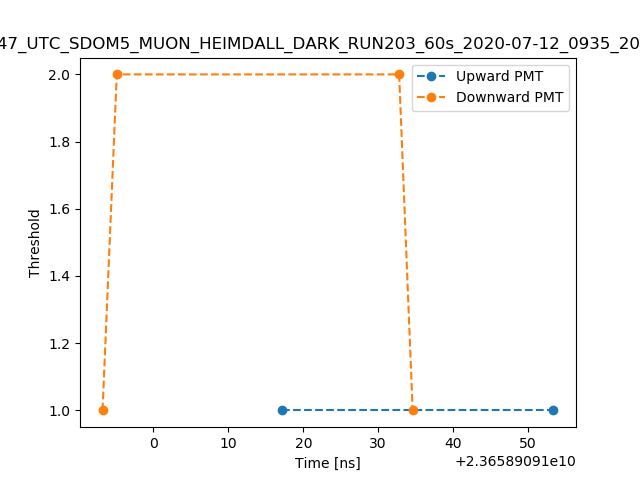 47_UTC_SDOM5_MUON_HEIMDALL_DARK_RUN203_60s_2020-07-12_0935_20
Upward PMT
Downward PMT
2.0
1.8
1.6
1.4
1.2
1.0
Threshold
0
10
20
30
40
50
Time [ns]
+2.36589091e10